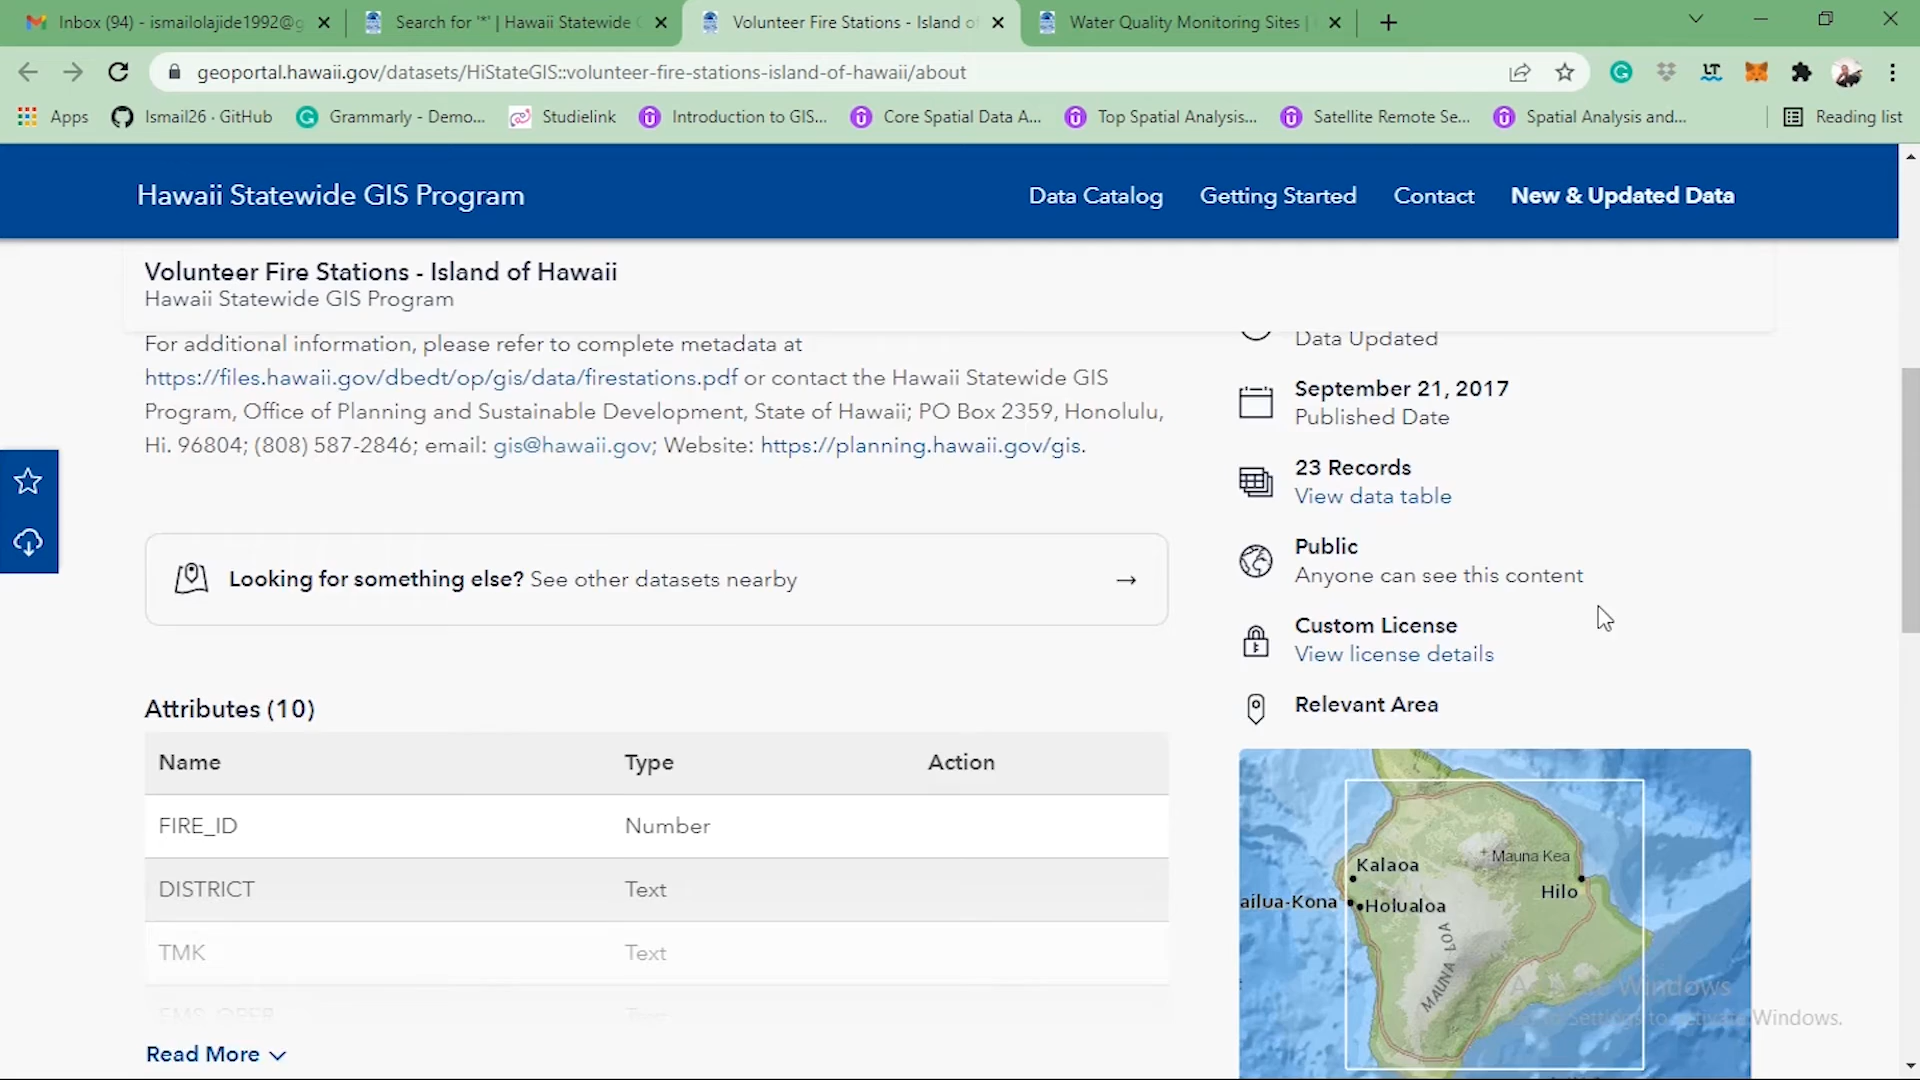 Inbox (94) - ismailolajide1992@g
Search for '*' | Hawaii Statewide G
Volunteer Fire Stations - Island of
Water Quality Monitoring Sites |
geoportal.hawaii.gov/datasets/HiStateGIS::volunteer-fire-stations-island-of-hawaii/about
Apps
Ismail26 · GitHub
Grammarly - Demo...
Studielink
Introduction to GIS...
Core Spatial Data A...
Top Spatial Analysis...
Satellite Remote Se...
Spatial Analysis and...
Reading list
Hawaii Statewide GIS Program
Data Catalog
Getting Started
Contact
New & Updated Data
Volunteer Fire Stations - Island of Hawaii
Hawaii Statewide GIS Program
For additional information, please refer to complete metadata at
https://files.hawaii.gov/dbedt/op/gis/data/firestations.pdf or contact the Hawaii Statewide GIS
Program, Office of Planning and Sustainable Development, State of Hawaii; PO Box 2359, Honolulu,
Hi. 96804; (808) 587-2846; email: gis@hawaii.gov; Website: https://planning.hawaii.gov/gis.
Looking for something else? See other datasets nearby →
Attributes (10)
Name Type Action
FIRE_ID Number
DISTRICT Text
TMK Text
Read More
Data Updated
September 21, 2017
Published Date
23 Records
View data table
Public
Anyone can see this content
Custom License
View license details
Relevant Area
Kalaoa
Mauna Kea
Hilo
ailua-Kona
Holualoa
MAUNA LOA
Windows
Settings to Windows.